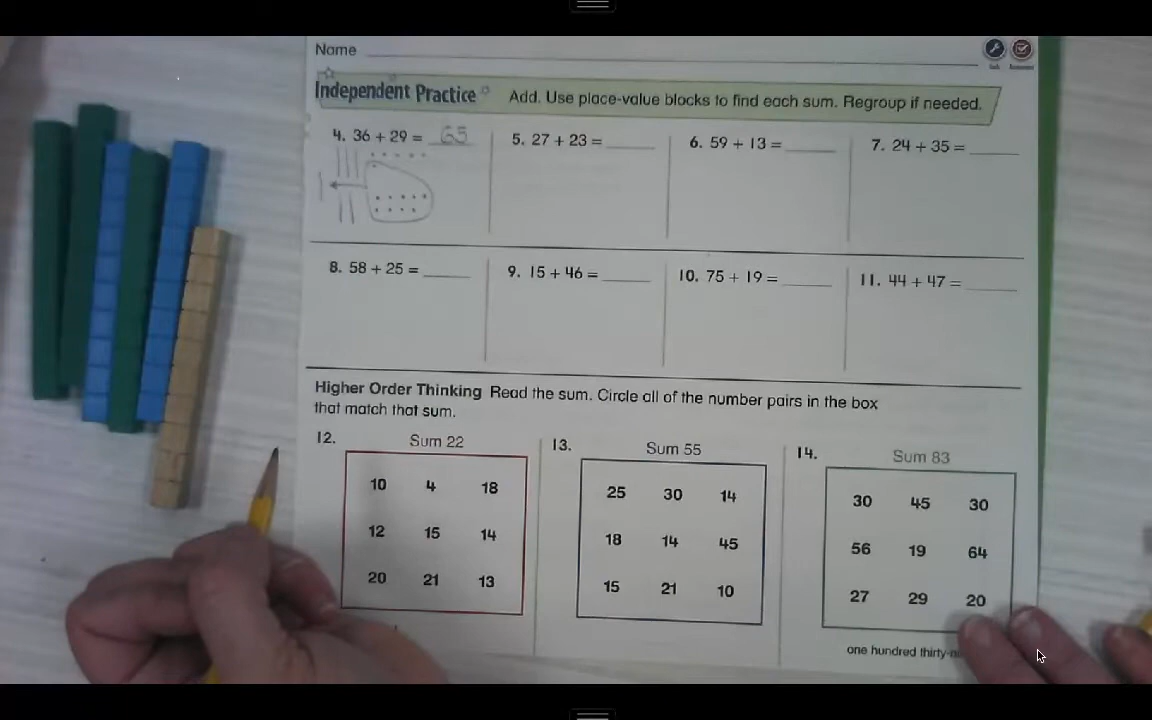 Name
Independent Practice Add. Use place-value blocks to find each sum. Regroup if needed.
4. 36 + 29 = 65
5. 27 + 23 =
6. 59 + 13 =
7. 24 + 35 =
8. 58 + 25 =
9. 15 + 46 =
10. 75 + 19 =
11. 44 + 47 =
Higher Order Thinking Read the sum. Circle all of the number pairs in the box
that match that sum.
12. Sum 22
10 4 18
12 15 14
20 21 13
13. Sum 55
25 30 14
18 14 45
15 21 10
14. Sum 83
30 45 30
56 19 64
27 29 20
one hundred